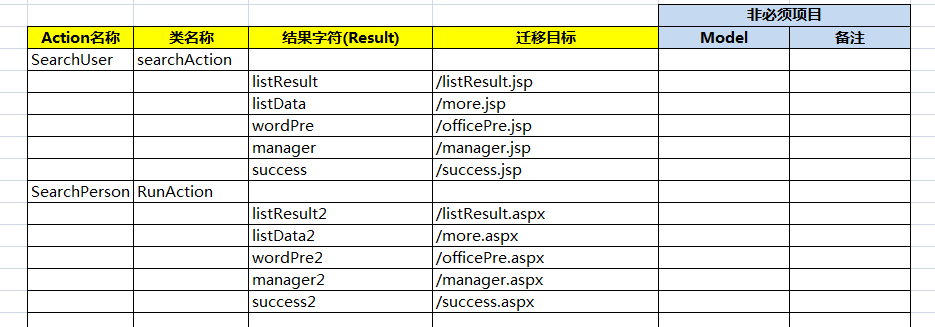 非必须项目
Action名称 类名称 结果字符(Result) 迁移目标 Model 备注
SearchUser searchAction
listResult /listResult.jsp
listData /more.jsp
wordPre /officePre.jsp
manager /manager.jsp
success /success.jsp
SearchPerson RunAction
listResult2 /listResult.aspx
listData2 /more.aspx
wordPre2 /officePre.aspx
manager2 /manager.aspx
success2 /success.aspx